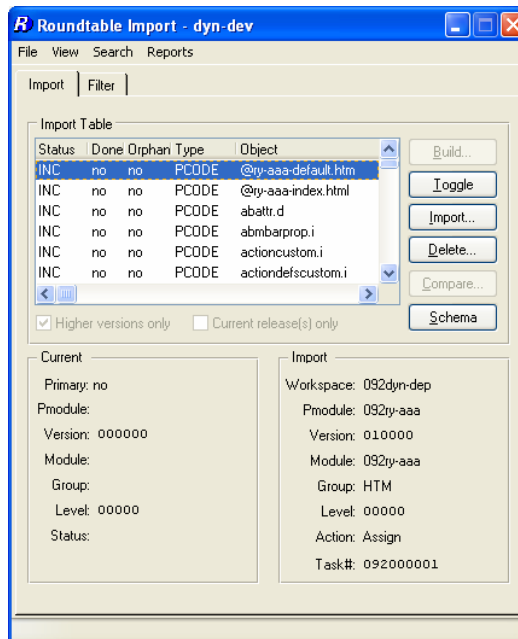 R Roundtable Import - dyn-dev
File View Search Reports
Import Filter
Import Table
Status Done Orphan Type Object
INC no no PCODE @ry-aaa-default.htm
INC no no PCODE @ry-aaa-index.html
INC no no PCODE abattr.d
INC no no PCODE abmbarprop.i
INC no no PCODE actioncustom.i
INC no no PCODE actiondefscustom.i
Build...
Toggle
Import...
Delete...
Compare...
Schema
Higher versions only Current release(s) only
Current
Primary: no
Pmodule:
Version: 000000
Module:
Group:
Level: 00000
Status:
Import
Workspace: 092dyn-dep
Pmodule: 092ry-aaa
Version: 010000
Module: 092ry-aaa
Group: HTM
Level: 00000
Action: Assign
Task#: 092000001